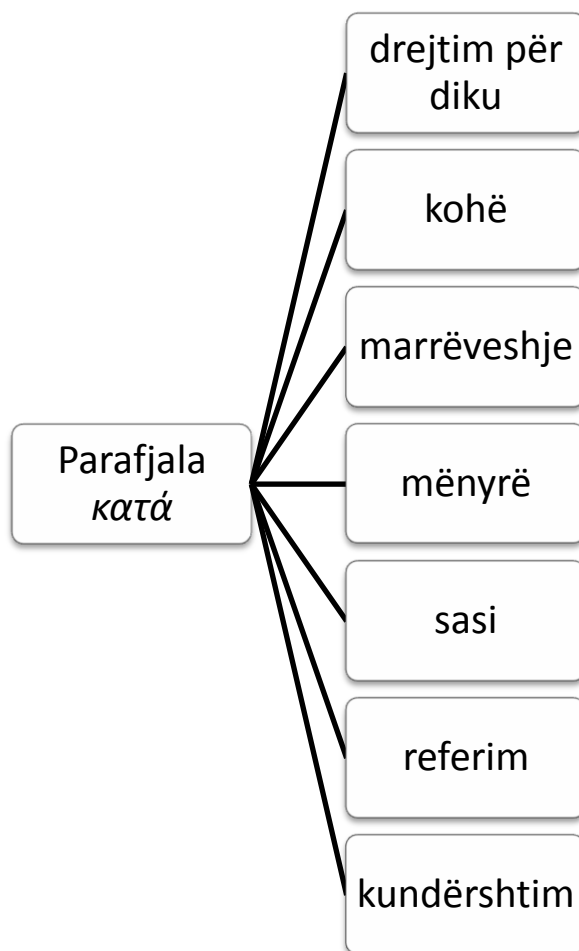 drejtim për
diku
kohë
marrëveshje
Parafjala
κατά
mënyrë
sasi
referim
kundërshtim